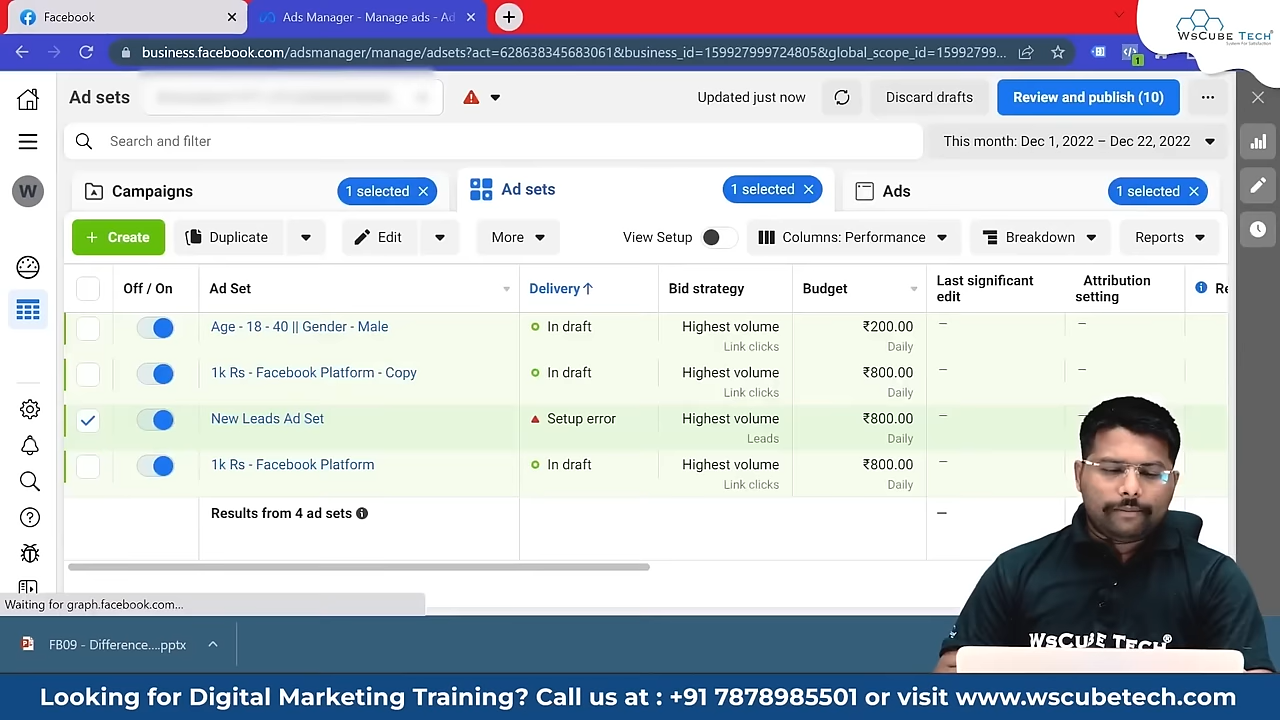 Facebook
Ads Manager - Manage ads - Ad
WsCube Tech®
business.facebook.com/adsmanager/manage/adsets?act=628638345683061&business_id=159927999724805&global_scope_id=15992799...
1
Ad sets
Updated just now
Discard drafts
Review and publish (10)
Search and filter
This month: Dec 1, 2022 – Dec 22, 2022
W
Campaigns
1 selected
Ad sets
1 selected
Ads
1 selected
+ Create
Duplicate
Edit
More
View Setup
Columns: Performance
Breakdown
Reports
Off / On
Ad Set
Delivery↑
Bid strategy
Budget
Last significant edit
Attribution setting
Re
Age - 18 - 40 || Gender - Male
In draft
Highest volume
₹200.00
—
—
Link clicks
Daily
1k Rs - Facebook Platform - Copy
In draft
Highest volume
₹800.00
—
—
Link clicks
Daily
New Leads Ad Set
Setup error
Highest volume
₹800.00
—
Leads
Daily
1k Rs - Facebook Platform
In draft
Highest volume
₹800.00
—
Link clicks
Daily
Results from 4 ad sets
—
Waiting for graph.facebook.com...
FB09 - Difference....pptx
WsCube Tech®
Looking for Digital Marketing Training? Call us at : +91 7878985501 or visit www.wscubetech.com